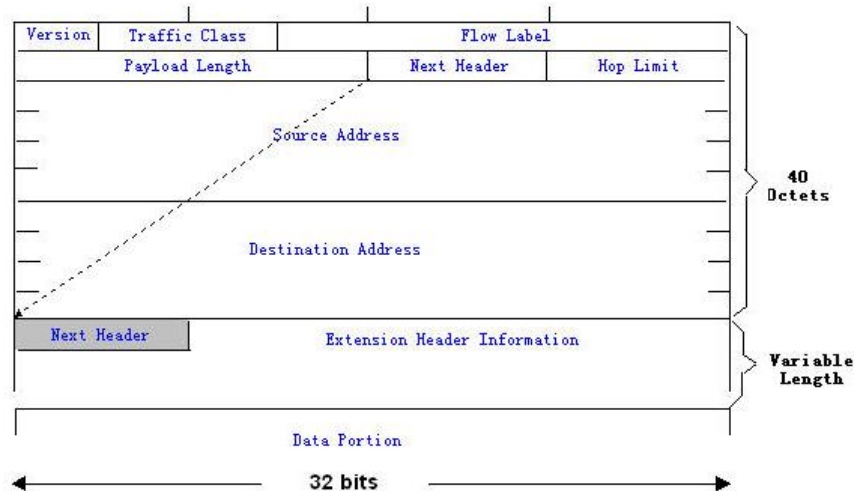 Version Traffic Class Flow Label
Payload Length Next Header Hop Limit
Source Address
40
Octets
Destination Address
Next Header Extension Header Information
Variable
Length
Data Portion
32 bits